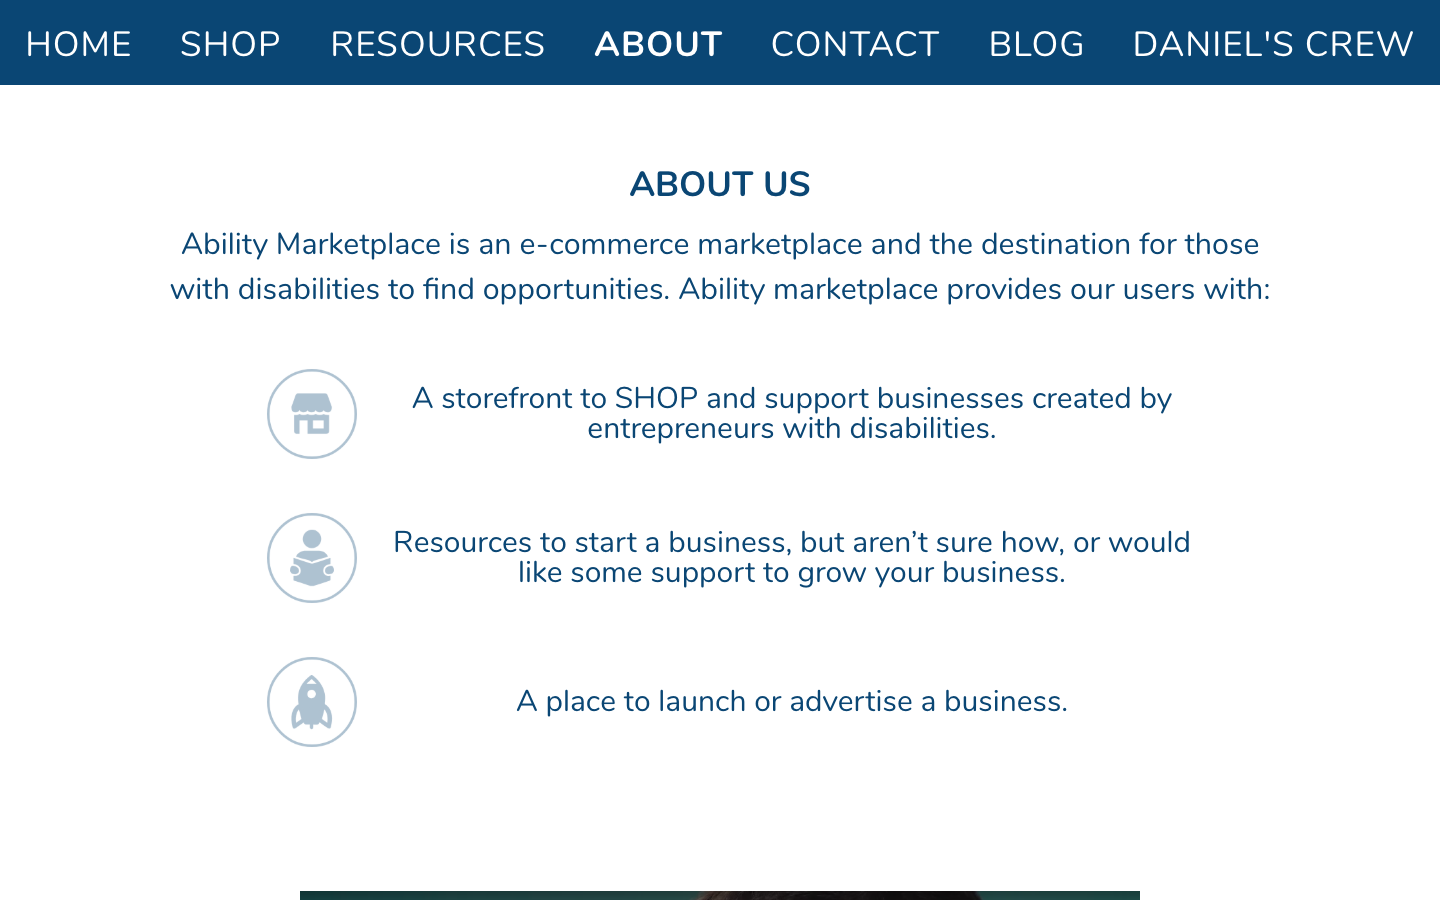 HOME SHOP RESOURCES ABOUT CONTACT BLOG DANIEL'S CREW
ABOUT US
Ability Marketplace is an e-commerce marketplace and the destination for those
with disabilities to find opportunities. Ability marketplace provides our users with:
A storefront to SHOP and support businesses created by
entrepreneurs with disabilities.
Resources to start a business, but aren’t sure how, or would
like some support to grow your business.
A place to launch or advertise a business.